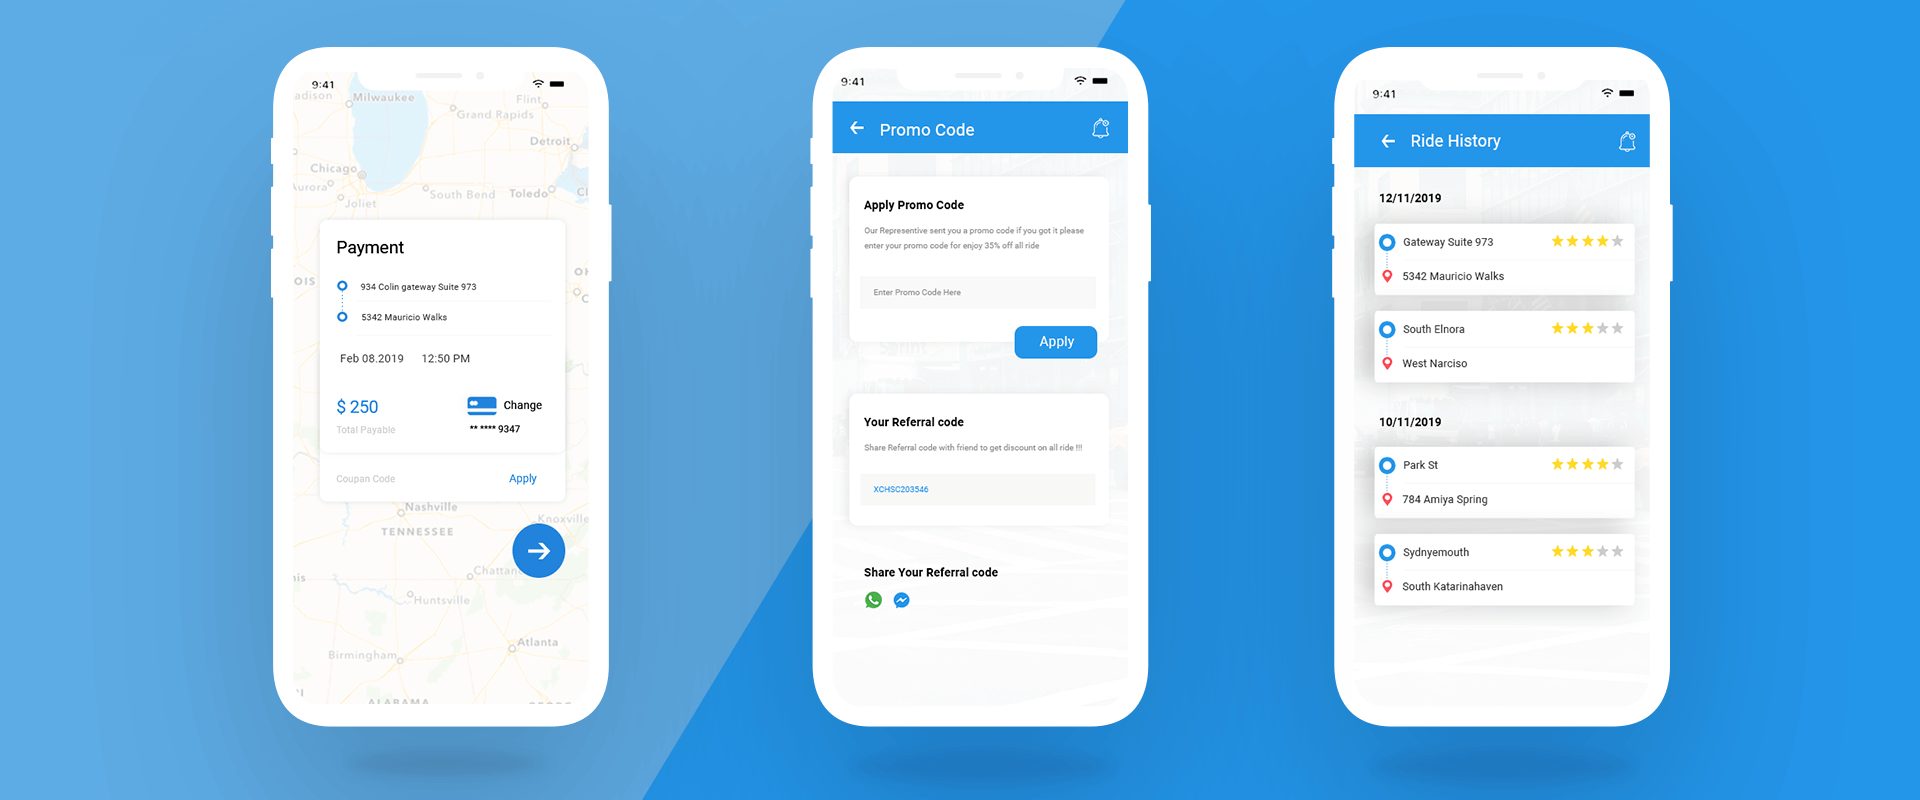 9:41
adison
Milwaukee
Flint
Grand Rapids
Detroit
Chicago
Aurora
Joliet
South Bend
Toledo
Cl
Payment
934 Colin gateway Suite 973
5342 Mauricio Walks
Feb 08.2019 12:50 PM
$ 250
Total Payable
Change
** **** 9347
Coupan Code
Apply
OIS
OH
Co
Nashville
TENNESSEE
Knoxville
Chattan
nis
Huntsville
Atlanta
Birmingham
ALABAMA
9:41
Promo Code
Apply Promo Code
Our Representive sent you a promo code if you got it please
enter your promo code for enjoy 35% off all ride
Enter Promo Code Here
Apply
Your Referral code
Share Referral code with friend to get discount on all ride !!!
XCHSC203546
Share Your Referral code
9:41
Ride History
12/11/2019
Gateway Suite 973
5342 Mauricio Walks
South Elnora
West Narciso
10/11/2019
Park St
784 Amiya Spring
Sydnyemouth
South Katarinahaven